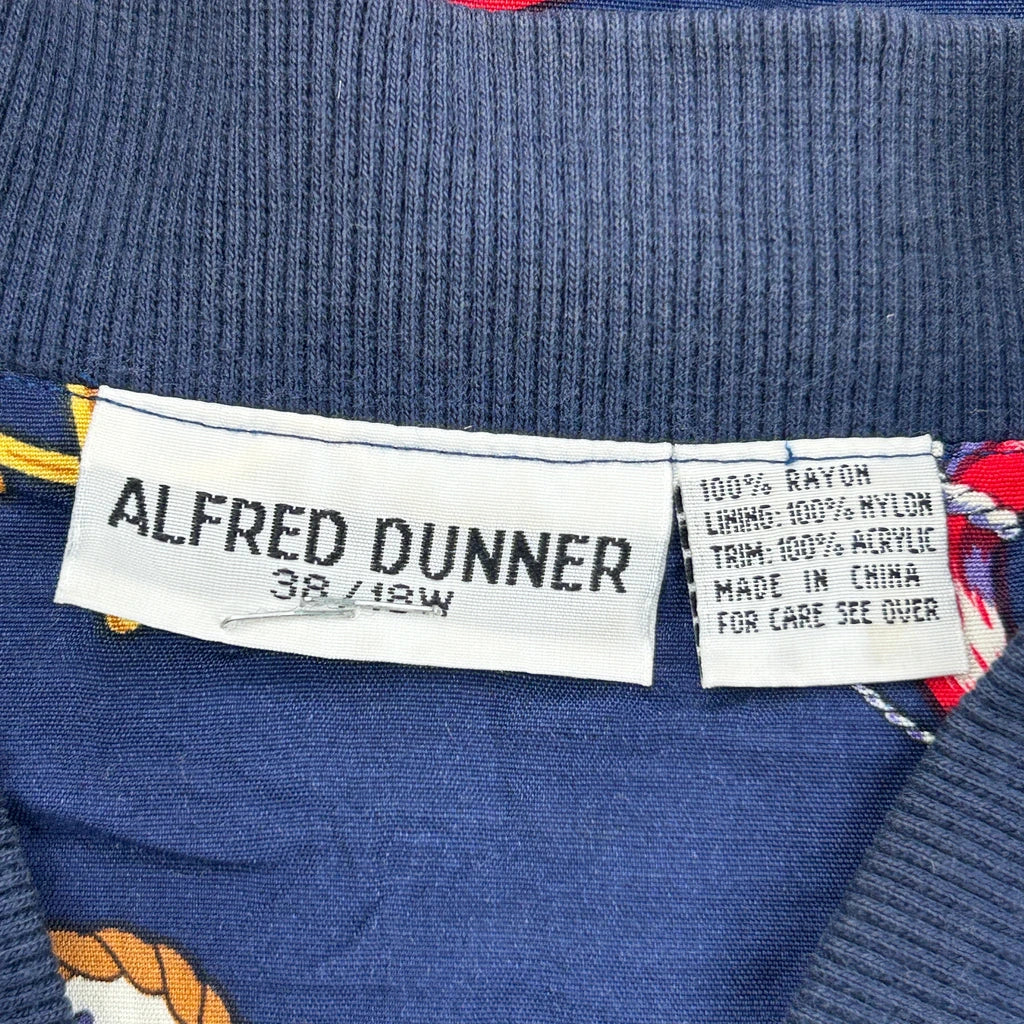 ALFRED DUNNER
38/18W
100% RAYON
LINING: 100% NYLON
TRIM: 100% ACRYLIC
MADE IN CHINA
FOR CARE SEE OVER